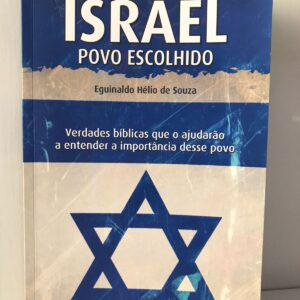 ISRAEL
POVO ESCOLHIDO
Eguinaldo Hélio de Souza
Verdades bíblicas que o ajudarão
a entender a importância desse povo